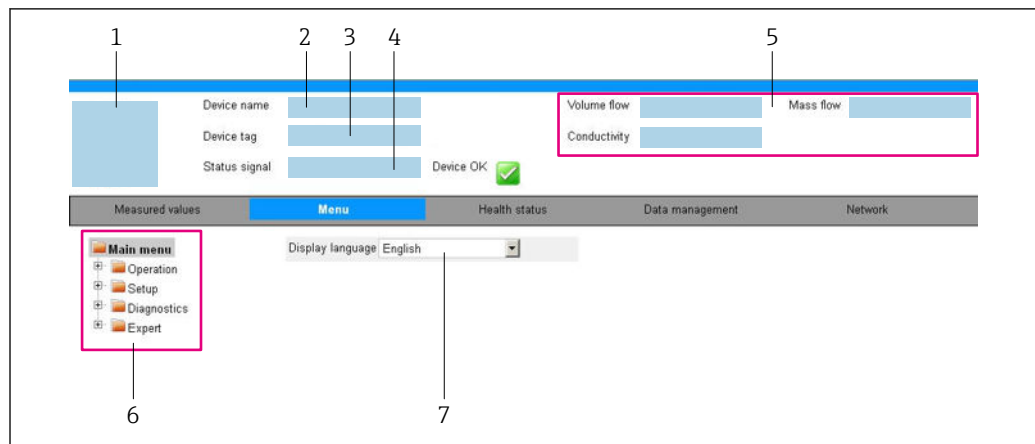 1 2 3 4 5
Device name
Volume flow
Mass flow
Device tag
Conductivity
Status signal
Device OK
Measured values Menu Health status Data management Network
Main menu
Display language English
Operation
Setup
Diagnostics
Expert
6 7